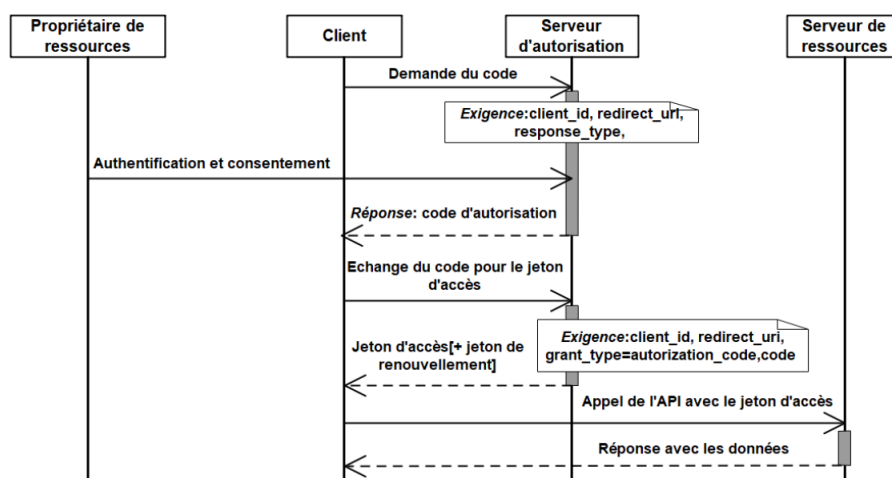 Propriétaire de
ressources
Client
Serveur
d'autorisation
Serveur de
ressources
Demande du code
Exigence:client_id, redirect_uri,
response_type,
Authentification et consentement
Réponse: code d'autorisation
Echange du code pour le jeton
d'accès
Exigence:client_id, redirect_uri,
grant_type=autorization_code,code
Jeton d'accès[+ jeton de
renouvellement]
Appel de l'API avec le jeton d'accès
Réponse avec les données